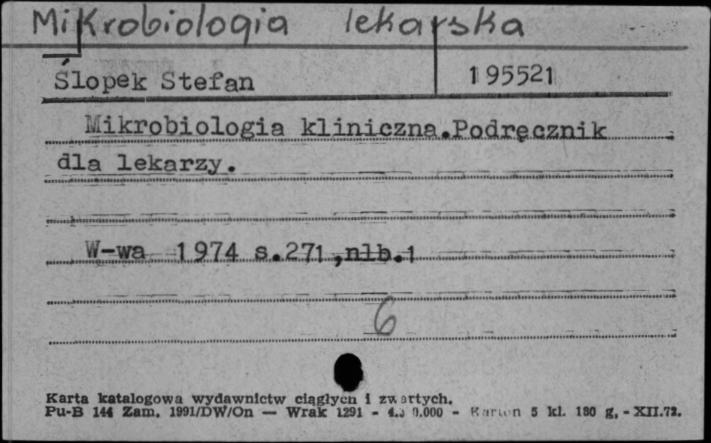 Mikrobiologia lekarska
Ślopek Stefan 195521
Mikrobiologia kliniczna.Podręcznik
dla lekarzy.
W-wa 1974 s.271,nlb.1
6
Karta katalogowa wydawnictw ciągłych i zwartych.
Pu-B 144 Zam. 1991/DW/On — Wrak 1291 - - Karton 5 kl. 180 g, - XII.72.